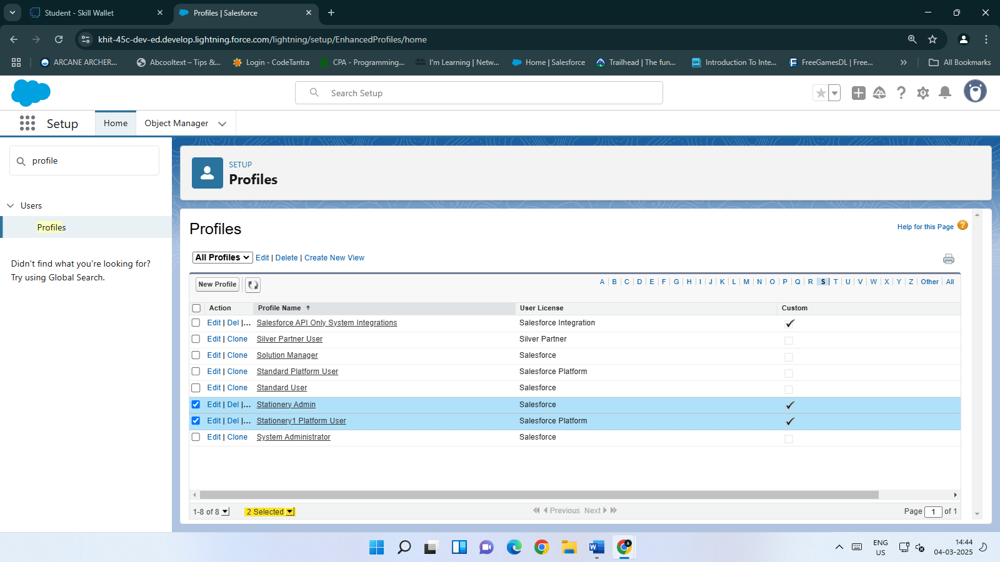 Student - Skill Wallet
Profiles | Salesforce
khit-45c-dev-ed.develop.lightning.force.com/lightning/setup/EnhancedProfiles/home
ARCANE ARCHER...
Abcooltext – Tips &...
Login - CodeTantra
CPA - Programming...
I'm Learning | Netw...
Home | Salesforce
Trailhead | The fun...
Introduction To Inte...
FreeGamesDL | Free...
All Bookmarks
Search Setup
Setup
Home
Object Manager
profile
Users
Profiles
Didn't find what you're looking for?
Try using Global Search.
SETUP
Profiles
Profiles
Help for this Page ?
All Profiles Edit | Delete | Create New View
New Profile
A | B | C | D | E | F | G | H | I | J | K | L | M | N | O | P | Q | R | S | T | U | V | W | X | Y | Z | Other | All
Action Profile Name ↑ User License Custom
Edit | Del |... Salesforce API Only System Integrations Salesforce Integration
Edit | Clone Silver Partner User Silver Partner
Edit | Clone Solution Manager Salesforce
Edit | Clone Standard Platform User Salesforce Platform
Edit | Clone Standard User Salesforce
Edit | Del |... Stationery Admin Salesforce
Edit | Del |... Stationery1 Platform User Salesforce Platform
Edit | Clone System Administrator Salesforce
1-8 of 8 2 Selected Previous Next Page 1 of 1
ENG
US
14:44
04-03-2025